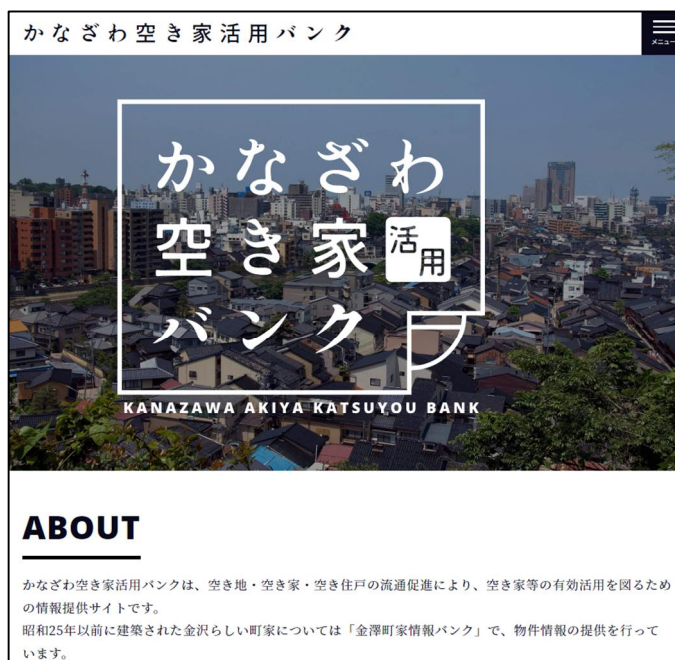 かなざわ空き家活用バンク
メニュー
かなざわ
空き家活用
バンク
KANAZAWA AKIYA KATSUYOU BANK
ABOUT
かなざわ空き家活用バンクは、空き地・空き家・空き住戸の流通促進により、空き家等の有効活用を図るため
の情報提供サイトです。
昭和25年以前に建築された金沢らしい町家については「金澤町家情報バンク」で、物件情報の提供を行って
います。